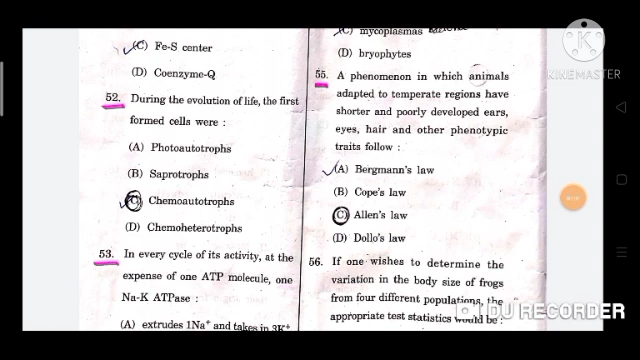 (C) Fe-S center
(D) Coenzyme-Q
52. During the evolution of life, the first
formed cells were :
(A) Photoautotrophs
(B) Saprotrophs
(C) Chemoautotrophs
(D) Chemoheterotrophs
53. In every cycle of its activity, at the
expense of one ATP molecule, one
Na-K ATPase :
(A) extrudes 1Na⁺ and takes in 3K⁺
(C) mycoplasmas
(D) bryophytes
55. A phenomenon in which animals
adapted to temperate regions have
shorter and poorly developed ears,
eyes, hair and other phenotypic
traits follow :
(A) Bergmann's law
(B) Cope's law
(C) Allen's law
(D) Dollo's law
56. If one wishes to determine the
variation in the body size of frogs
from four different populations, the
appropriate test statistics would be :
KINEMASTER
DU RECORDER